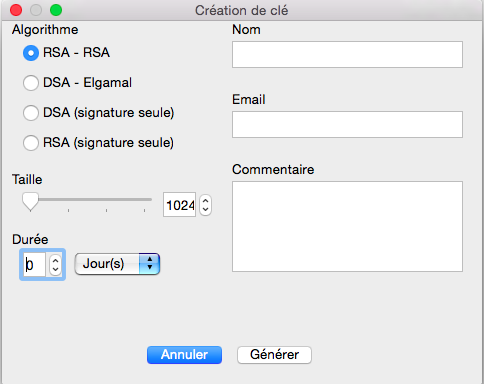 Création de clé
Algorithme
RSA - RSA
DSA - Elgamal
DSA (signature seule)
RSA (signature seule)
Taille
1024
Durée
0
Jour(s)
Nom
Email
Commentaire
Annuler
Générer